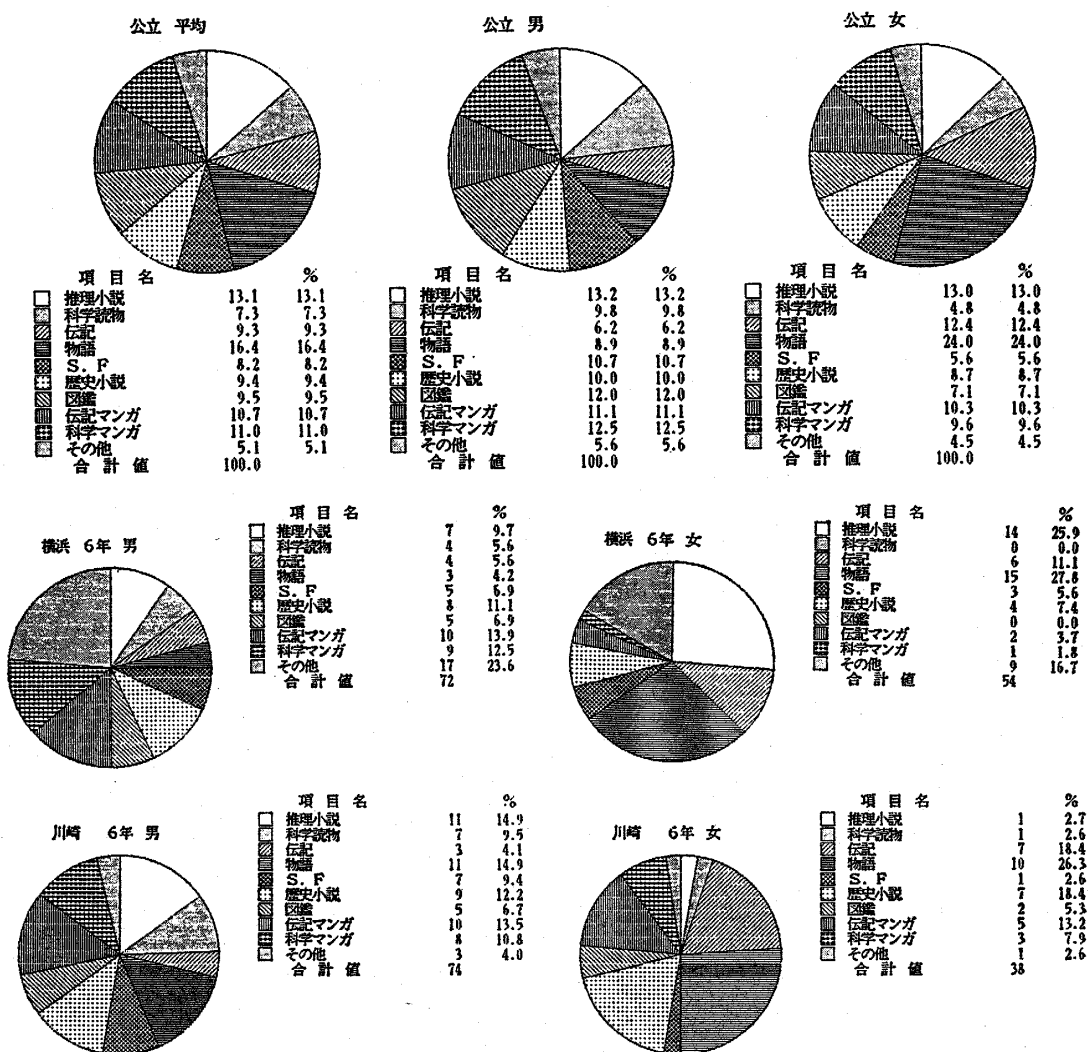 公立 平均
項目名 %
推理小説 13.1 13.1
科学読物 7.3 7.3
伝記 9.3 9.3
物語 16.4 16.4
S.F 8.2 8.2
歴史小説 9.4 9.4
図鑑 9.5 9.5
伝記マンガ 10.7 10.7
科学マンガ 11.0 11.0
その他 5.1 5.1
合計値 100.0
公立 男
項目名 %
推理小説 13.2 13.2
科学読物 9.8 9.8
伝記 6.2 6.2
物語 8.9 8.9
S.F 10.7 10.7
歴史小説 10.0 10.0
図鑑 12.0 12.0
伝記マンガ 11.1 11.1
科学マンガ 12.5 12.5
その他 5.6 5.6
合計値 100.0
公立 女
項目名 %
推理小説 13.0 13.0
科学読物 4.8 4.8
伝記 12.4 12.4
物語 24.0 24.0
S.F 5.6 5.6
歴史小説 8.7 8.7
図鑑 7.1 7.1
伝記マンガ 10.3 10.3
科学マンガ 9.6 9.6
その他 4.5 4.5
合計値 100.0
横浜 6年 男
項目名 %
推理小説 7 9.7
科学読物 4 5.6
伝記 4 5.6
物語 3 4.2
S.F 5 6.9
歴史小説 8 11.1
図鑑 5 6.9
伝記マンガ 10 13.9
科学マンガ 9 12.5
その他 17 23.6
合計値 72
横浜 6年 女
項目名 %
推理小説 14 25.9
科学読物 0 0.0
伝記 6 11.1
物語 15 27.8
S.F 3 5.6
歴史小説 4 7.4
図鑑 0 0.0
伝記マンガ 2 3.7
科学マンガ 1 1.8
その他 9 16.7
合計値 54
川崎 6年 男
項目名 %
推理小説 11 14.9
科学読物 7 9.5
伝記 3 4.1
物語 11 14.9
S.F 7 9.4
歴史小説 9 12.2
図鑑 5 6.7
伝記マンガ 10 13.5
科学マンガ 8 10.8
その他 3 4.0
合計値 74
川崎 6年 女
項目名 %
推理小説 1 2.7
科学読物 1 2.6
伝記 7 18.4
物語 10 26.3
S.F 1 2.6
歴史小説 7 18.4
図鑑 2 5.3
伝記マンガ 5 13.2
科学マンガ 3 7.9
その他 1 2.6
合計値 38